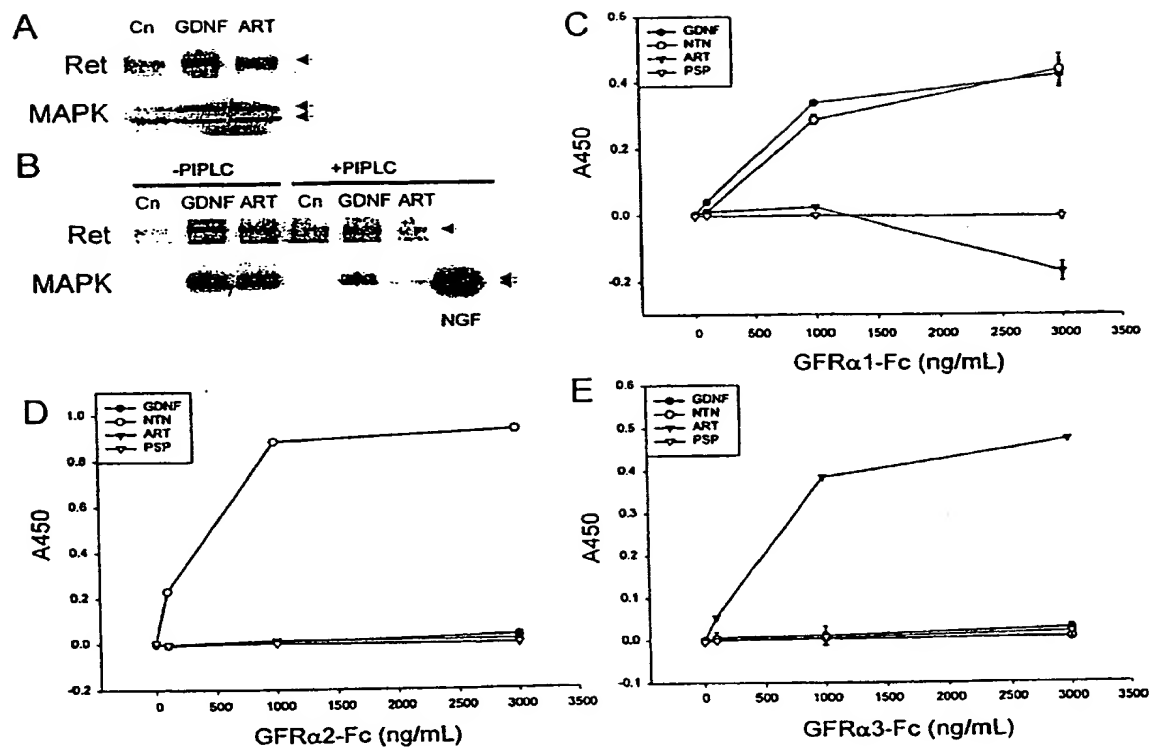 A
Cn GDNF ART
Ret
MAPK
B
-PIPLC +PIPLC
Cn GDNF ART Cn GDNF ART
Ret
MAPK
NGF
C
GDNF
NTN
ART
PSP
A450
0.6
0.4
0.2
0.0
-0.2
0 500 1000 1500 2000 2500 3000 3500
GFRα1-Fc (ng/mL)
D
GDNF
NTN
ART
PSP
A450
1.0
0.8
0.6
0.4
0.2
0.0
-0.2
0 500 1000 1500 2000 2500 3000 3500
GFRα2-Fc (ng/mL)
E
GDNF
NTN
ART
PSP
A450
0.6
0.5
0.4
0.3
0.2
0.1
0.0
-0.1
0 500 1000 1500 2000 2500 3000 3500
GFRα3-Fc (ng/mL)